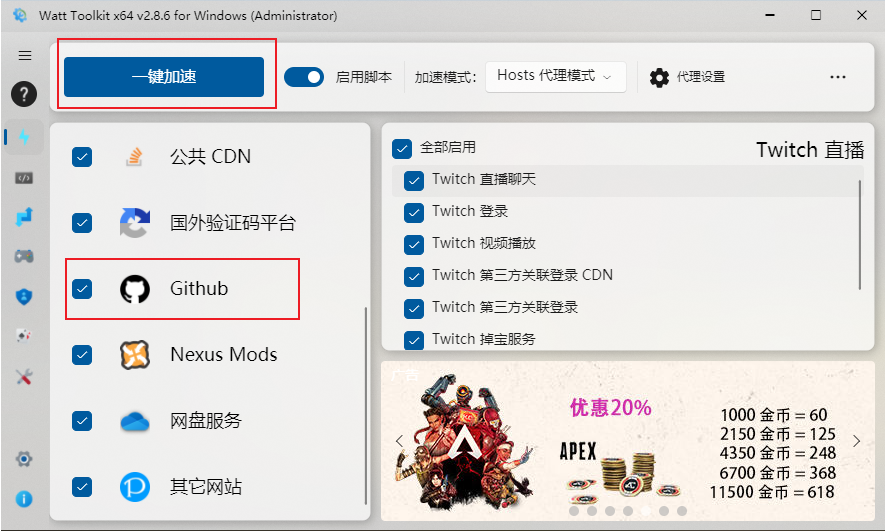 Watt Toolkit x64 v2.8.6 for Windows (Administrator)
一键加速
启用脚本
加速模式:
Hosts 代理模式
代理设置
公共 CDN
国外验证码平台
Github
Nexus Mods
网盘服务
其它网站
全部启用
Twitch 直播
Twitch 直播聊天
Twitch 登录
Twitch 视频播放
Twitch 第三方关联登录 CDN
Twitch 第三方关联登录
Twitch 掉宝服务
优惠20%
APEX
1000 金币 = 60
2150 金币 = 125
4350 金币 = 248
6700 金币 = 368
11500 金币 = 618